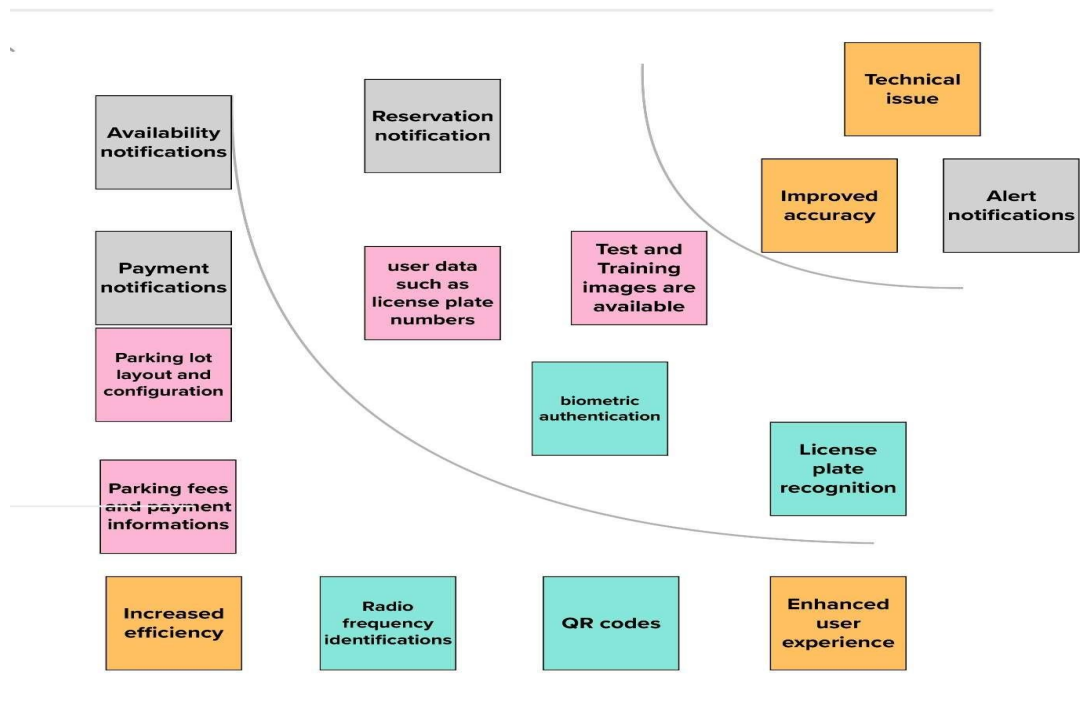 Technical
issue
Reservation
notification
Availability
notifications
Improved
accuracy
Alert
notifications
Test and
Training
images are
available
user data
such as
license plate
numbers
Payment
notifications
Parking lot
layout and
configuration
biometric
authentication
License
plate
recognition
Parking fees
and payment
informations
Increased
efficiency
Radio
frequency
identifications
QR codes
Enhanced
user
experience